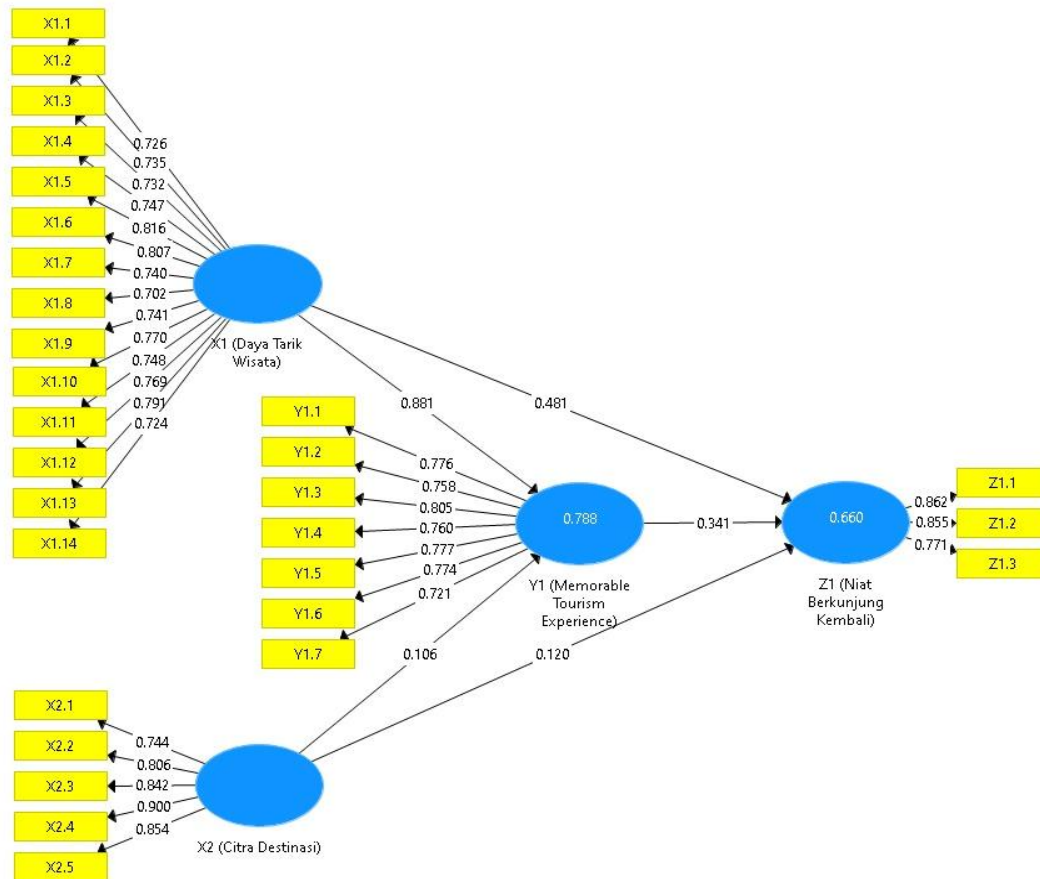 X1.1
X1.2
X1.3
X1.4
X1.5
X1.6
X1.7
X1.8
X1.9
X1.10
X1.11
X1.12
X1.13
X1.14
0.726
0.735
0.732
0.747
0.816
0.807
0.740
0.702
0.741
0.770
0.748
0.769
0.791
0.724
X1 (Daya Tarik
Wisata)
0.881
0.481
Y1.1
Y1.2
Y1.3
Y1.4
Y1.5
Y1.6
Y1.7
0.776
0.758
0.805
0.760
0.777
0.774
0.721
0.788
Y1 (Memorable
Tourism
Experience)
0.341
0.660
Z1 (Niat
Berkunjung
Kembali)
0.862
0.855
0.771
Z1.1
Z1.2
Z1.3
0.106
0.120
X2.1
X2.2
X2.3
X2.4
X2.5
0.744
0.806
0.842
0.900
0.854
X2 (Citra Destinasi)